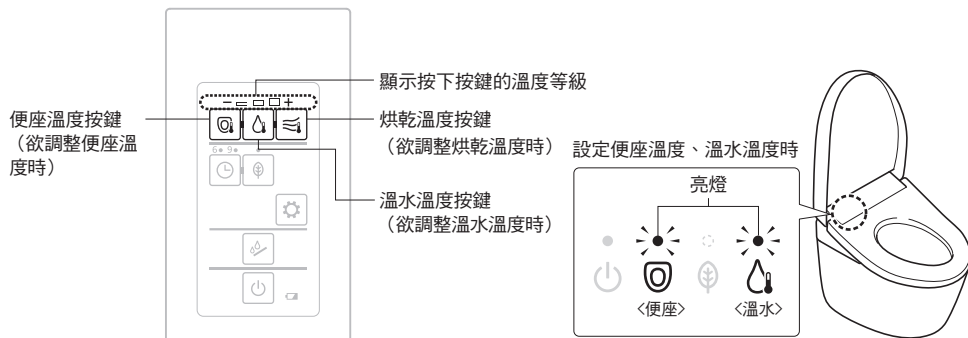 顯示按下按鍵的溫度等級
便座溫度按鍵
（欲調整便座溫
度時）
烘乾溫度按鍵
（欲調整烘乾溫度時）
溫水溫度按鍵
（欲調整溫水溫度時）
6 9
設定便座溫度、溫水溫度時
亮燈
<便座> <溫水>